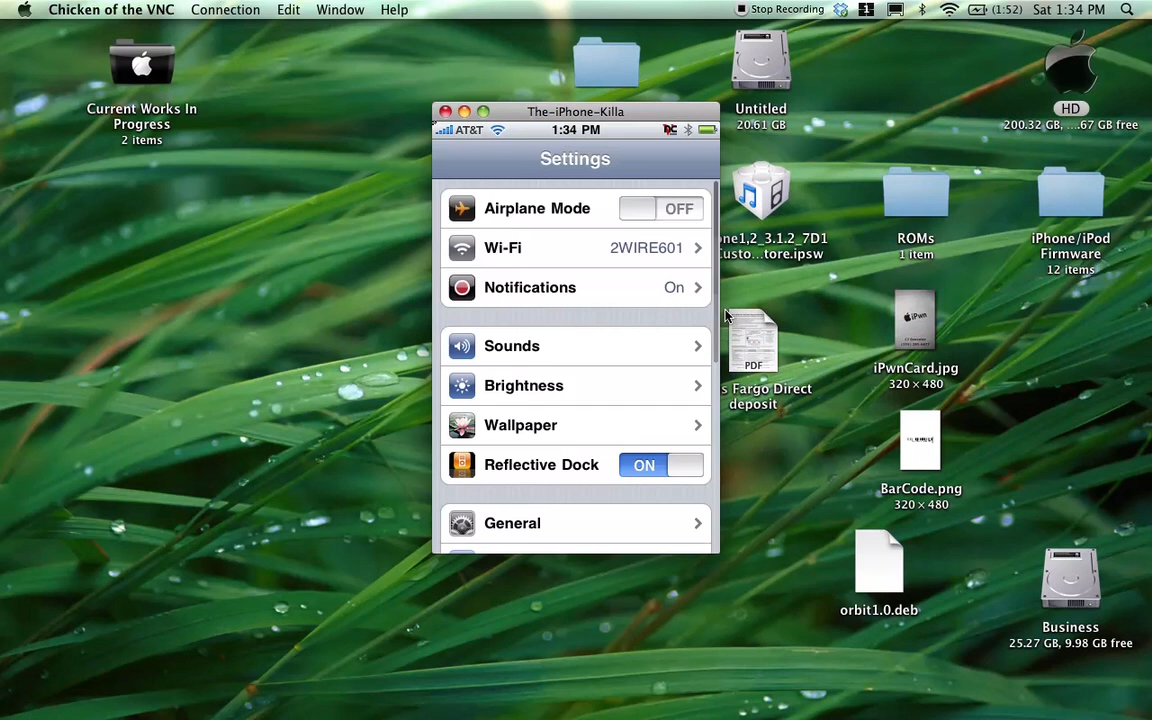 Chicken of the VNC Connection Edit Window Help Stop Recording 1 (1:52) Sat 1:34 PM
Current Works In
Progress
2 items
Untitled
20.61 GB
HD
200.32 GB, ....67 GB free
The-iPhone-Killa
AT&T 1:34 PM
Settings
Airplane Mode OFF
Wi-Fi 2WIRE601
Notifications On
Sounds
Brightness
Wallpaper
Reflective Dock ON
General
one1,2_3.1.2_7D1
Custo...tore.ipsw
ROMs
1 item
iPhone/iPod
Firmware
12 items
PDF
s Fargo Direct
deposit
iPwn
iPwnCard.jpg
320 × 480
BarCode.png
320 × 480
orbit1.0.deb
Business
25.27 GB, 9.98 GB free